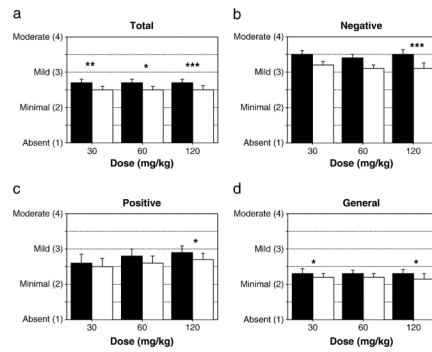 a
Total
Moderate (4)
Mild (3)
Minimal (2)
Absent (1)
** * ***
30 60 120
Dose (mg/kg)
b
Negative
Moderate (4)
Mild (3)
Minimal (2)
Absent (1)
***
30 60 120
Dose (mg/kg)
c
Positive
Moderate (4)
Mild (3)
Minimal (2)
Absent (1)
*
30 60 120
Dose (mg/kg)
d
General
Moderate (4)
Mild (3)
Minimal (2)
Absent (1)
* *
30 60 120
Dose (mg/kg)